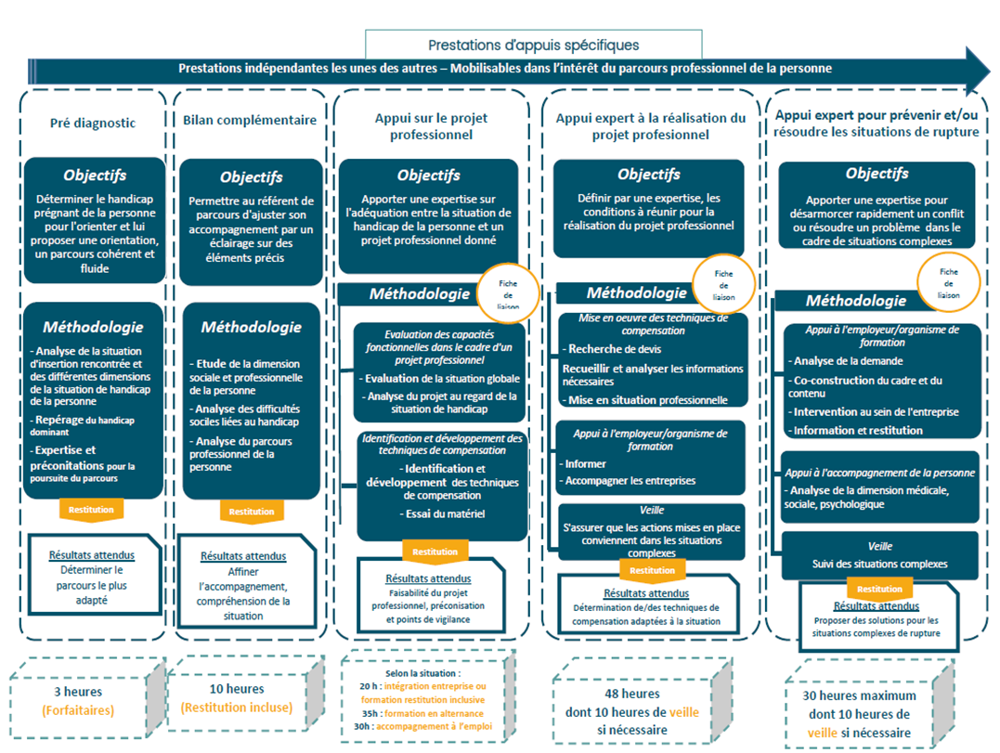 Prestations d'appuis spécifiques
Prestations indépendantes les unes des autres – Mobilisables dans l'intérêt du parcours professionnel de la personne
Pré diagnostic
Objectifs
Déterminer le handicap
prégnant de la personne
pour l'orienter et lui
proposer une orientation,
un parcours cohérent et
fluide
Méthodologie
- Analyse de la situation
d'insertion rencontrée et
des différentes dimensions
de la situation de handicap
de la personne
- Repérage du handicap
dominant
- Expertise et
préconitations pour la
poursuite du parcours
Restitution
Résultats attendus
Déterminer le
parcours le plus
adapté
3 heures
(Forfaitaires)
Bilan complémentaire
Objectifs
Permettre au référent de
parcours d'ajuster son
accompagnement par un
éclairage sur des
éléments précis
Méthodologie
- Etude de la dimension
sociale et professionnelle
de la personne
- Analyse des difficultés
sociles liées au handicap
- Analyse du parcours
professionnel de la
personne
Restitution
Résultats attendus
Affiner
l'accompagnement,
compréhension de la
situation
10 heures
(Restitution incluse)
Appui sur le projet
professionnel
Objectifs
Apporter une expertise sur
l'adéquation entre la situation de
handicap de la personne et un
projet professionnel donné
Fiche
de
liaison
Méthodologie
Evaluation des capacités
fonctionnelles dans le cadre d'un
projet professionnel
- Evaluation de la situation globale
- Analyse du projet au regard de la
situation de handicap
Identification et développement des
techniques de compensation
- Identification et
développement des techniques
de compensation
- Essai du matériel
Restitution
Résultats attendus
Faisabilité du projet
professionnel, préconisation
et points de vigilance
Selon la situation :
20 h : intégration entreprise ou
formation restitution inclusive
35h : formation en alternance
30h : accompagnement à l'emploi
Appui expert à la réalisation du
projet profesionnel
Objectifs
Définir par une expertise, les
conditions à réunir pour la
réalisation du projet professionnel
Fiche
de
liaison
Méthodologie
Mise en oeuvre des techniques de
compensation
- Recherche de devis
Recueillir et analyser les informations
nécessaires
- Mise en situation professionnelle
Appui à l'employeur/organisme de
formation
- Informer
- Accompagner les entreprises
Veille
S'assurer que les actions mises en place
conviennent dans les situations
complexes
Restitution
Résultats attendus
Détermination de/des techniques de
compensation adaptées à la situation
48 heures
dont 10 heures de veille
si nécessaire
Appui expert pour prévenir et/ou
résoudre les situations de rupture
Objectifs
Apporter une expertise pour
désarmorcer rapidement un conflit
ou résoudre un problème dans le
cadre de situations complexes
Fiche
de
liaison
Méthodologie
Appui à l'employeur/organisme de
formation
- Analyse de la demande
- Co-construction du cadre et du
contenu
- Intervention au sein de l'entreprise
- Information et restitution
Appui à l'accompagnement de la personne
- Analyse de la dimension médicale,
sociale, psychologique
Veille
Suivi des situations complexes
Restitution
Résultats attendus
Proposer des solutions pour les
situations complexes de rupture
30 heures maximum
dont 10 heures de
veille si nécessaire